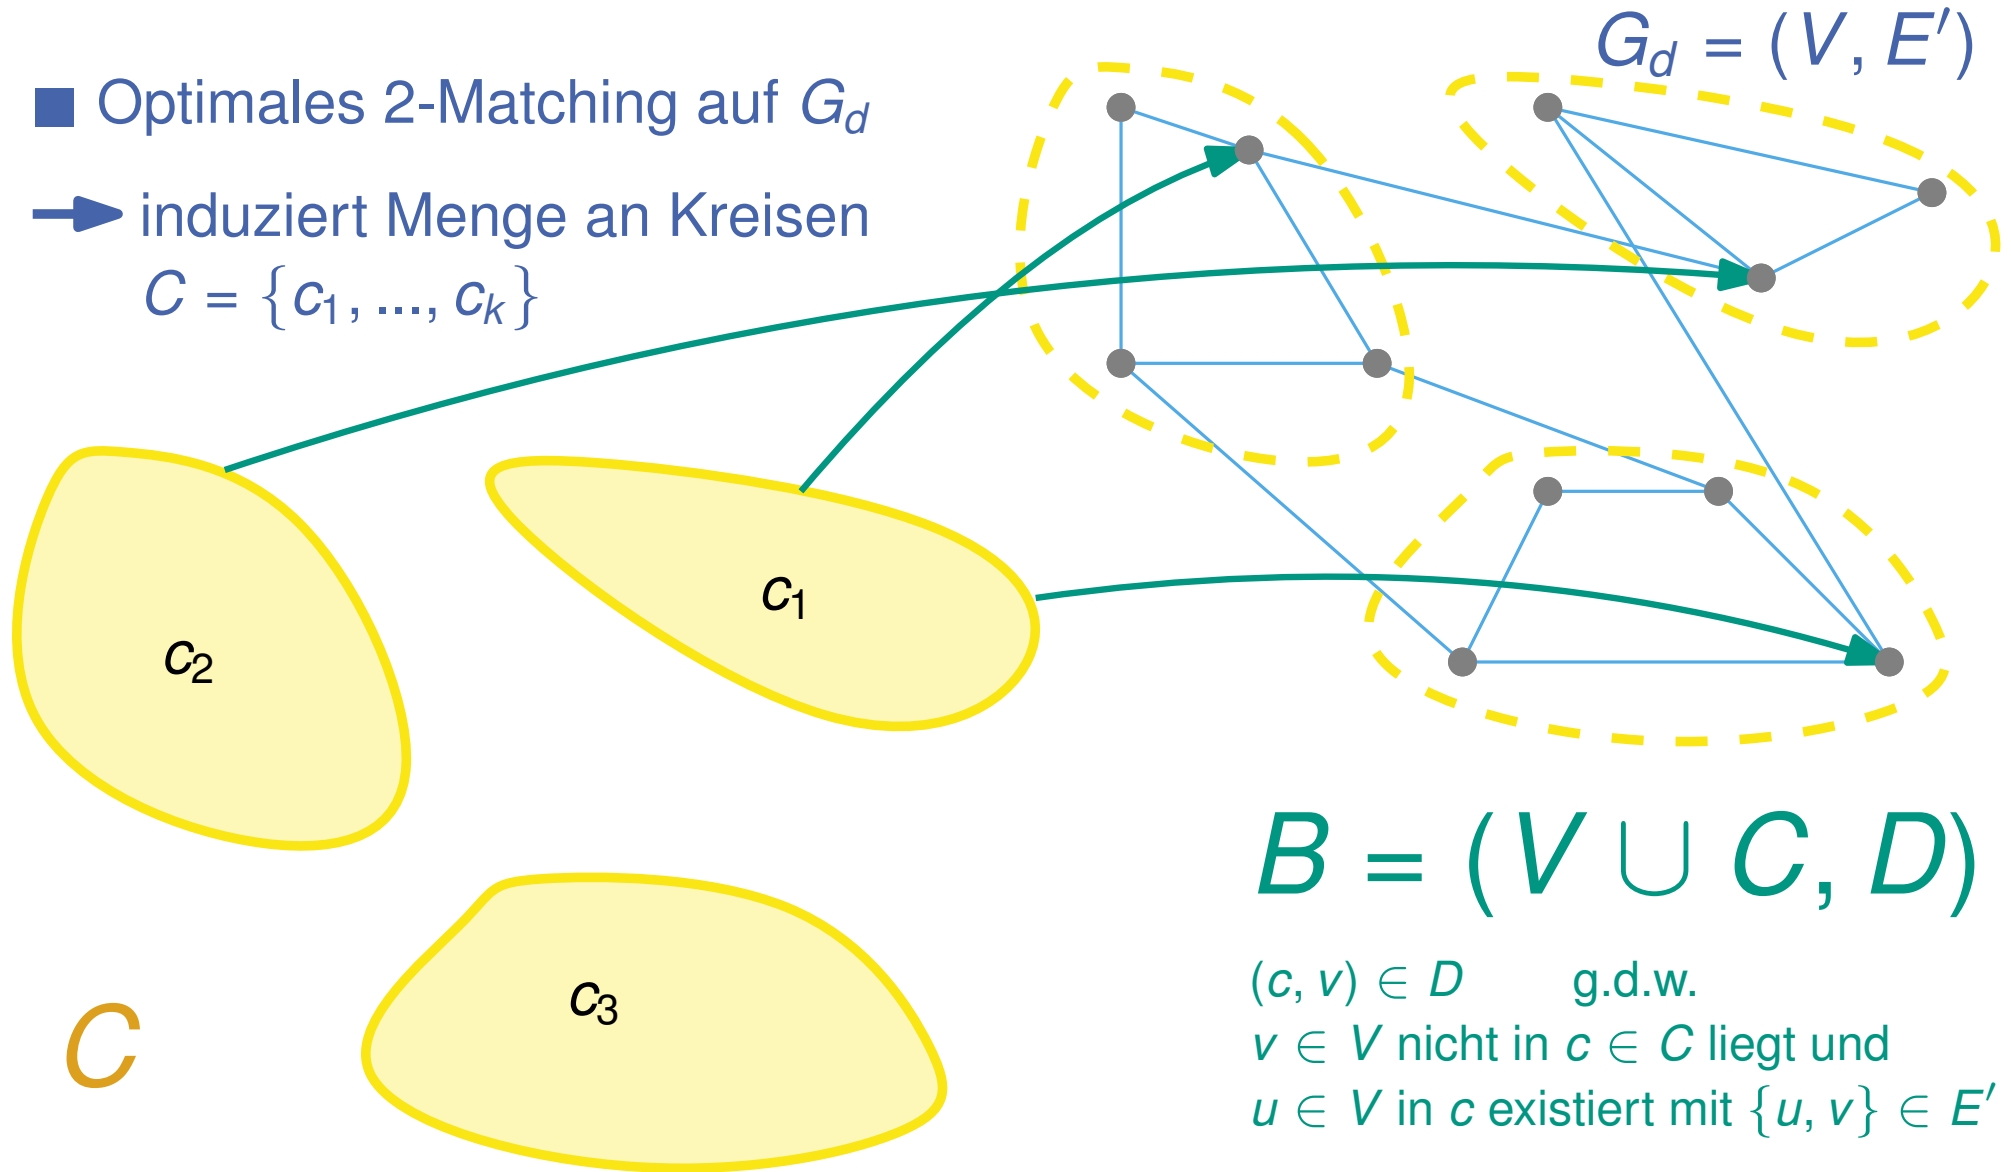 Optimales 2-Matching auf G_d
induziert Menge an Kreisen
C = {c_1, ..., c_k}
G_d = (V, E′)
c_2
c_1
c_3
C
B = (V ∪ C, D)
(c, v) ∈ D g.d.w.
v ∈ V nicht in c ∈ C liegt und
u ∈ V in c existiert mit {u, v} ∈ E′